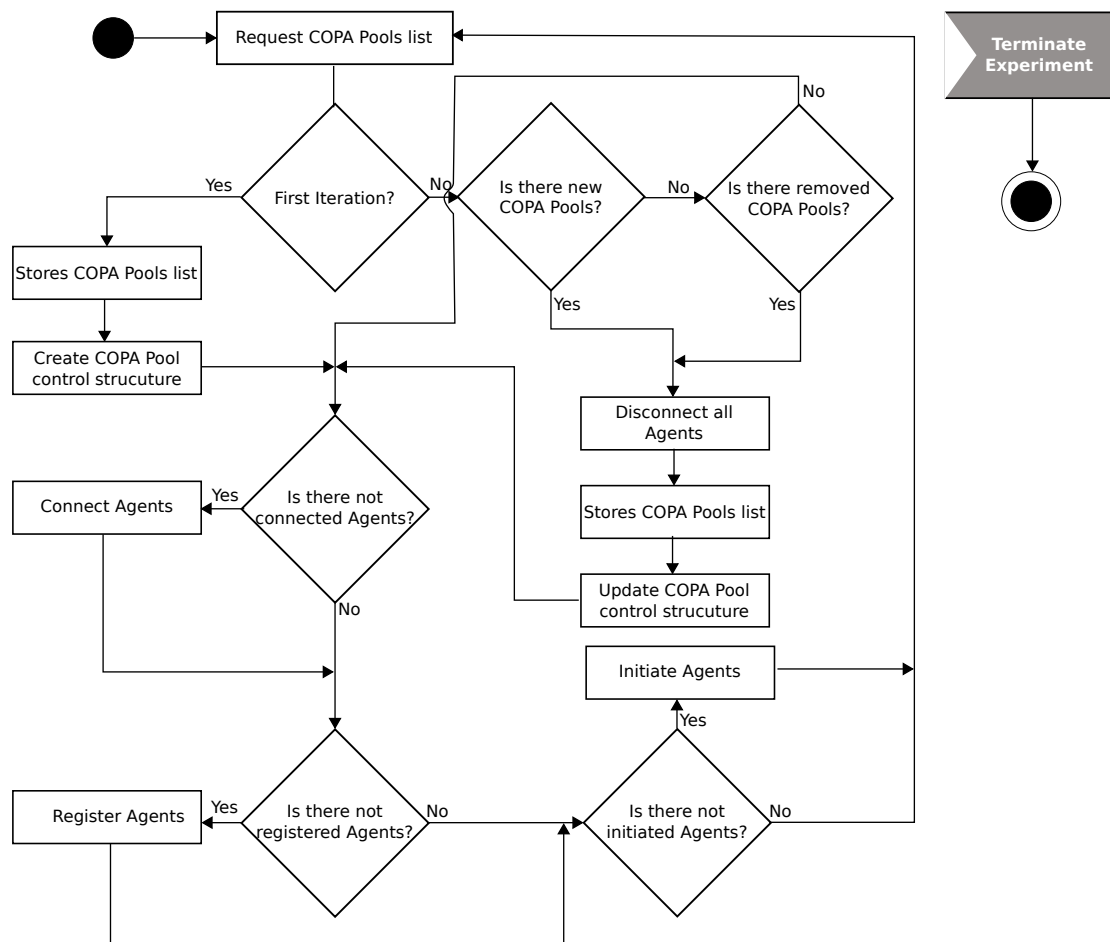 Request COPA Pools list
Terminate
Experiment
No
First Iteration?
Yes
No
Is there new
COPA Pools?
No
Is there removed
COPA Pools?
Stores COPA Pools list
Yes
Yes
Create COPA Pool
control strucuture
Disconnect all
Agents
Connect Agents
Yes
Is there not
connected Agents?
Stores COPA Pools list
No
Update COPA Pool
control strucuture
Initiate Agents
Yes
Register Agents
Yes
Is there not
registered Agents?
No
Is there not
initiated Agents?
No